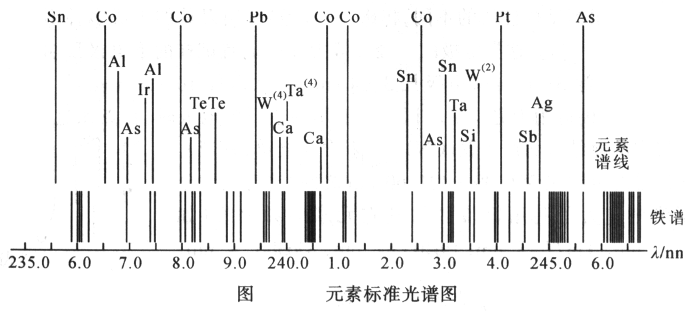 Sn Co Co Pb Co Co Co Pt As
Al Al Ir Ta(4) Sn Sn W(2)
As As Te Te W(4) Ca Ca As Ta Si Sb Ag
元素
谱线
铁谱
235.0 6.0 7.0 8.0 9.0 240.0 1.0 2.0 3.0 4.0 245.0 6.0 λ/nn
图 元素标准光谱图